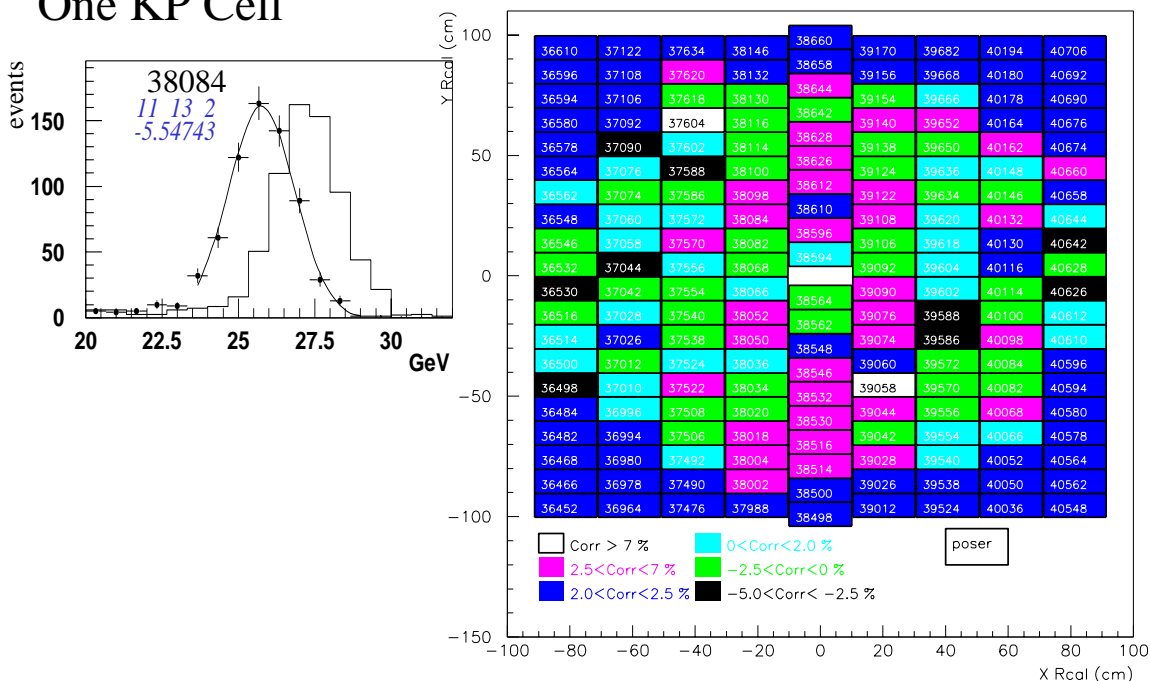 One KP Cell
events
38084
11 13 2
-5.54743
150
100
50
0
20 22.5 25 27.5 30
GeV
Y Rcal (cm)
100
50
0
-50
-100
-150
38660
36610 37122 37634 38146 39170 39682 40194 40706
38658
36596 37108 37620 38132 39156 39668 40180 40692
38644
36594 37106 37618 38130 39154 39666 40178 40690
38642
36580 37092 37604 38116 39140 39652 40164 40676
38628
36578 37090 37602 38114 39138 39650 40162 40674
38626
36564 37076 37588 38100 39124 39636 40148 40660
38612
36562 37074 37586 38098 39122 39634 40146 40658
38610
36548 37060 37572 38084 39108 39620 40132 40644
38596
36546 37058 37570 38082 39106 39618 40130 40642
38594
36532 37044 37556 38068 39092 39604 40116 40628
36530 37042 37554 38066 39090 39602 40114 40626
38564
36516 37028 37540 38052 39076 39588 40100 40612
38562
36514 37026 37538 38050 39074 39586 40098 40610
38548
36500 37012 37524 38036 39060 39572 40084 40596
38546
36498 37010 37522 38034 39058 39570 40082 40594
38532
36484 36996 37508 38020 39044 39556 40068 40580
38530
36482 36994 37506 38018 39042 39554 40066 40578
38516
36468 36980 37492 38004 39028 39540 40052 40564
38514
36466 36978 37490 38002 39026 39538 40050 40562
38500
36452 36964 37476 37988 39012 39524 40036 40548
38498
Corr > 7 %
0<Corr<2.0 %
2.5<Corr<7 %
-2.5<Corr<0 %
2.0<Corr<2.5 %
-5.0<Corr< -2.5 %
poser
-100 -80 -60 -40 -20 0 20 40 60 80 100
X Rcal (cm)